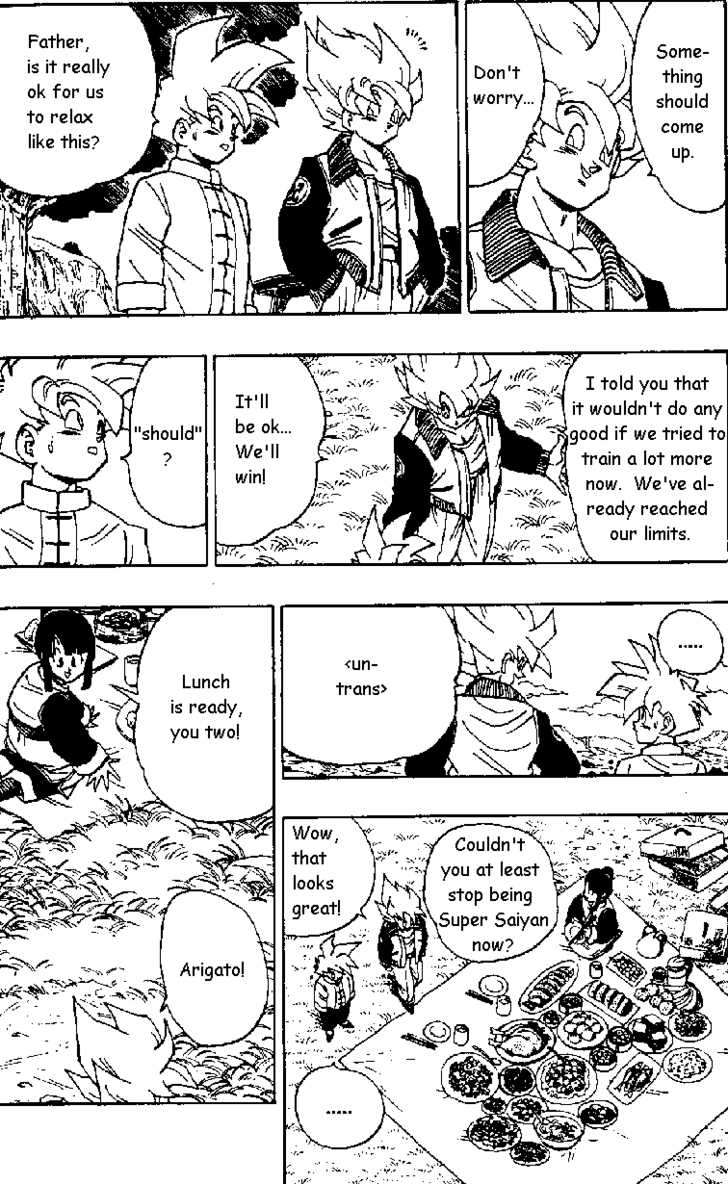 Father,
is it really
ok for us
to relax
like this?
Don't
worry...
Some-
thing
should
come
up.
"should"
?
It'll
be ok...
We'll
win!
I told you that
it wouldn't do any
good if we tried to
train a lot more
now. We've al-
ready reached
our limits.
Lunch
is ready,
you two!
Arigato!
<un-
trans>
.....
Wow,
that
looks
great!
Couldn't
you at least
stop being
Super Saiyan
now?
.....